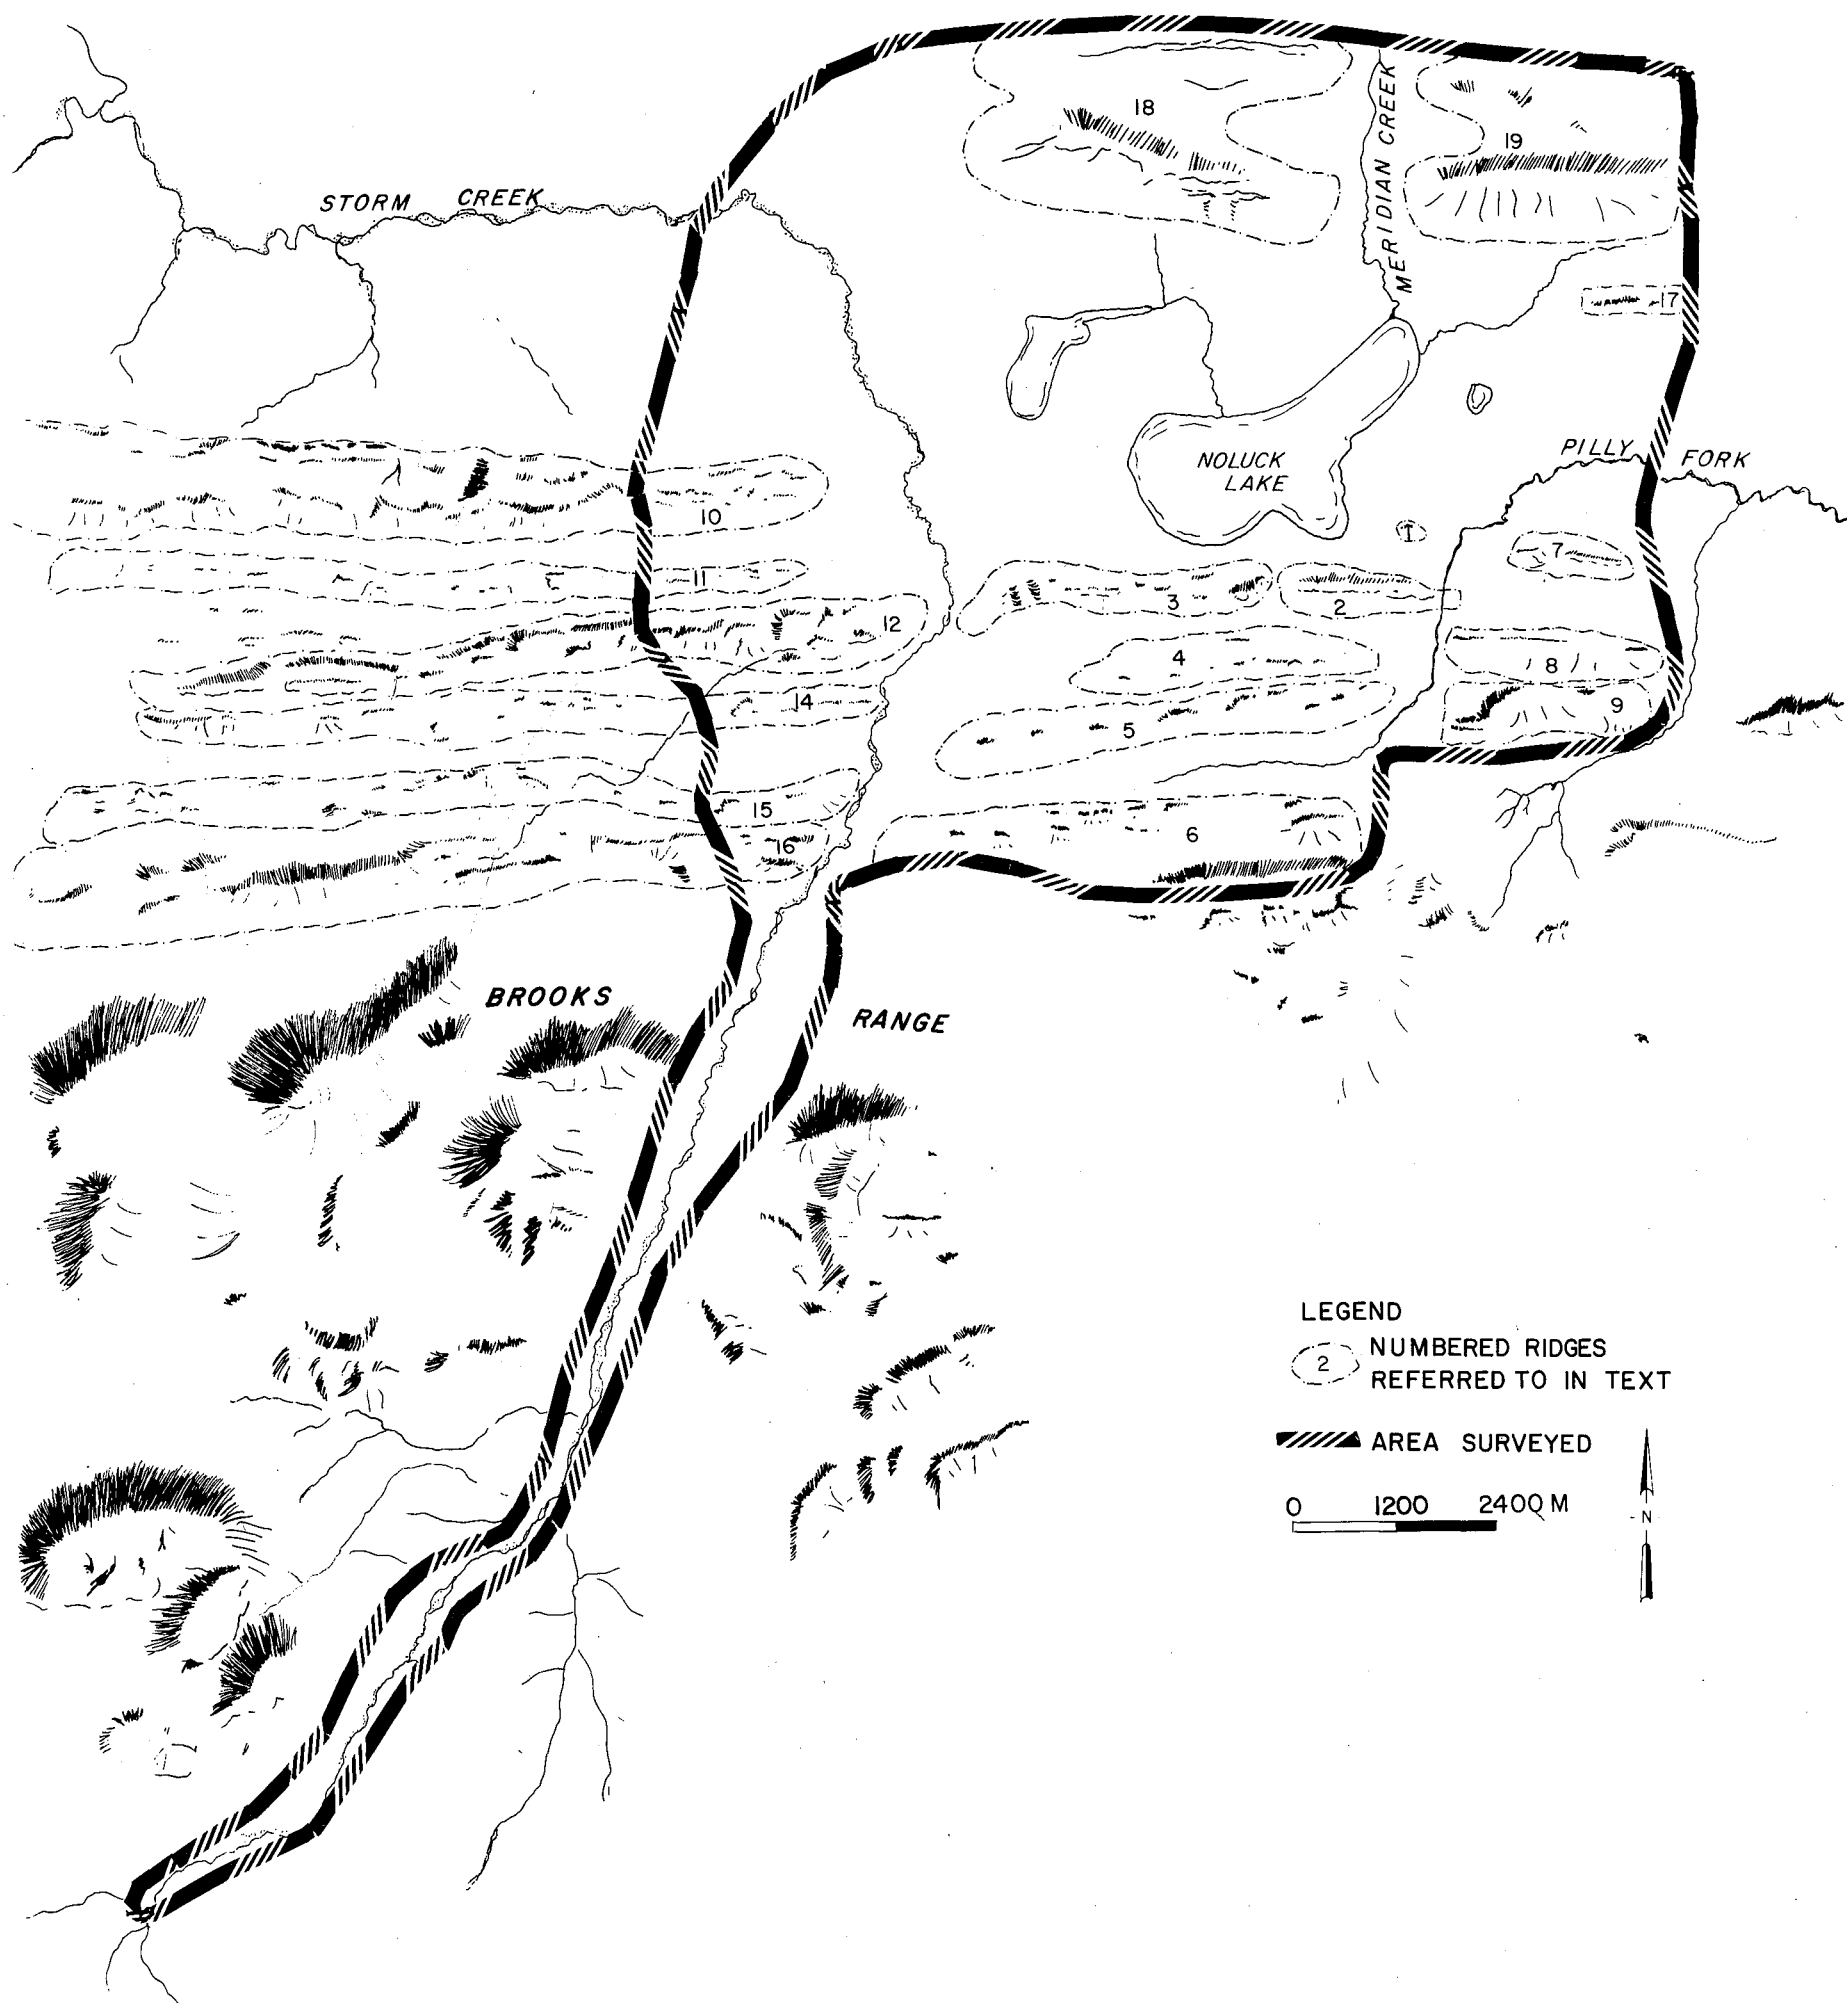 18
19
MERIDIAN CREEK
STORM CREEK
17
PILLY FORK
NOLUCK
LAKE
10
1
7
11
3
2
12
4
8
14
9
5
15
6
16
BROOKS RANGE
LEGEND
2
NUMBERED RIDGES
REFERRED TO IN TEXT
AREA SURVEYED
0 1200 2400 M
N